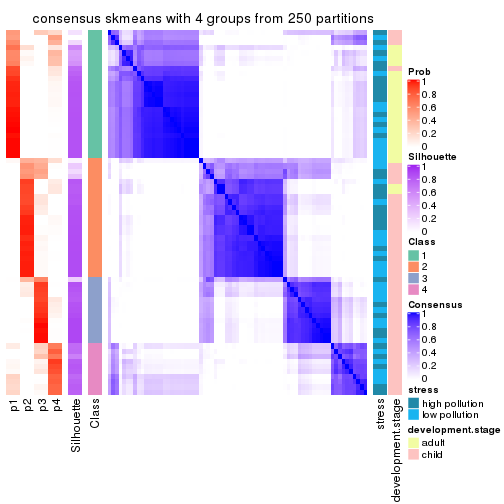 consensus skmeans with 4 groups from 250 partitions
Prob
1
0.8
0.6
0.4
0.2
0
Silhouette
1
0.8
0.6
0.4
0.2
0
Class
1
2
3
4
Consensus
1
0.8
0.6
0.4
0.2
0
stress
high pollution
low pollution
development.stage
adult
child
p1
p2
p3
p4
Silhouette
Class
stress
development.stage